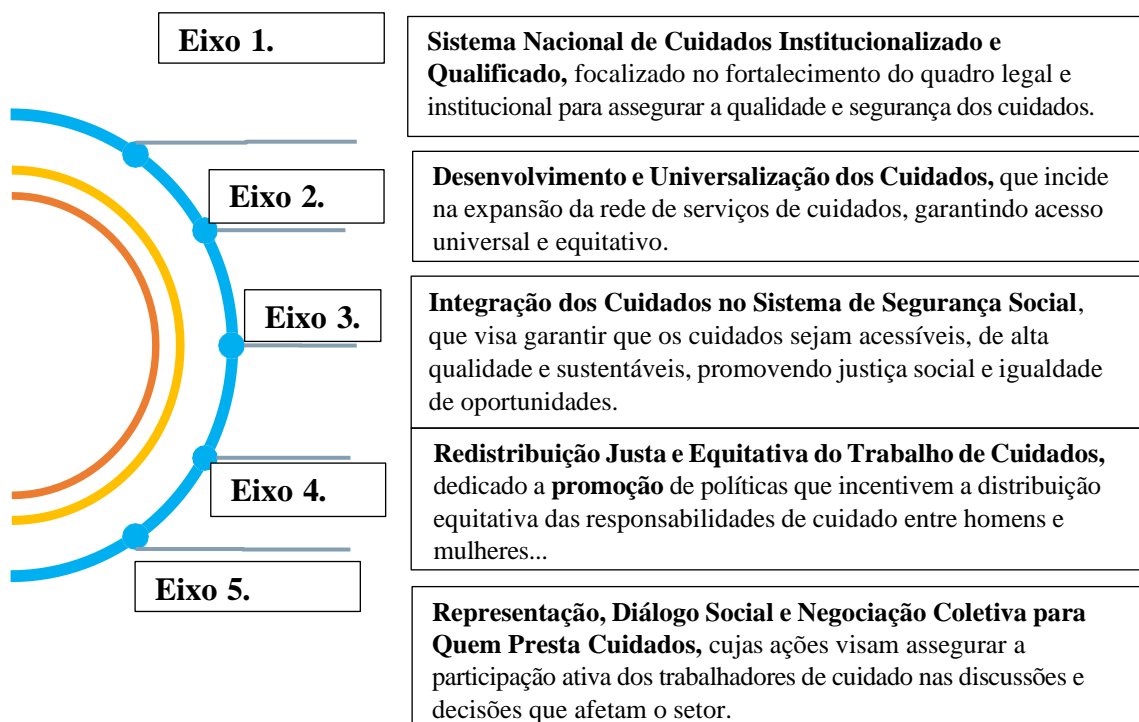 Eixo 1.
Sistema Nacional de Cuidados Institucionalizado e
Qualificado, focalizado no fortalecimento do quadro legal e
institucional para assegurar a qualidade e segurança dos cuidados.
Eixo 2.
Desenvolvimento e Universalização dos Cuidados, que incide
na expansão da rede de serviços de cuidados, garantindo acesso
universal e equitativo.
Eixo 3.
Integração dos Cuidados no Sistema de Segurança Social,
que visa garantir que os cuidados sejam acessíveis, de alta
qualidade e sustentáveis, promovendo justiça social e igualdade
de oportunidades.
Eixo 4.
Redistribuição Justa e Equitativa do Trabalho de Cuidados,
dedicado a promoção de políticas que incentivem a distribuição
equitativa das responsabilidades de cuidado entre homens e
mulheres...
Eixo 5.
Representação, Diálogo Social e Negociação Coletiva para
Quem Presta Cuidados, cujas ações visam assegurar a
participação ativa dos trabalhadores de cuidado nas discussões e
decisões que afetam o setor.